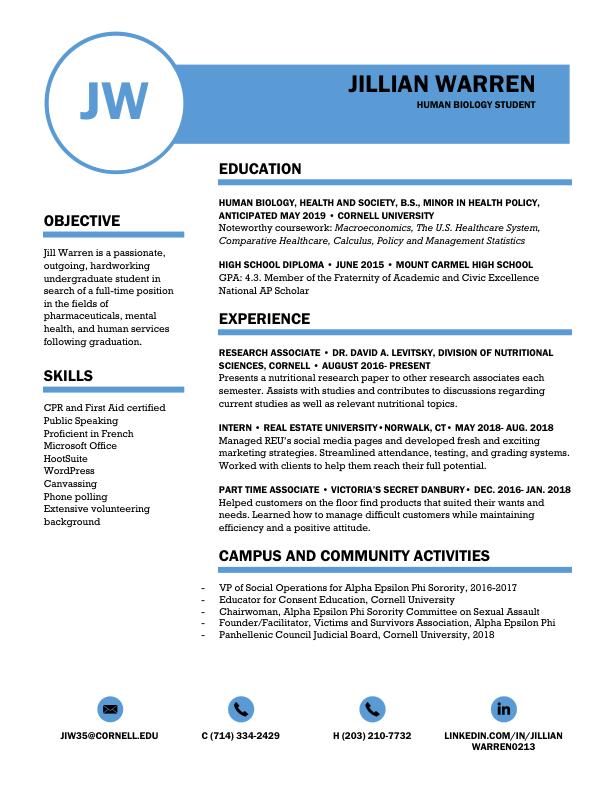 JW
JILLIAN WARREN
HUMAN BIOLOGY STUDENT
OBJECTIVE
Jill Warren is a passionate,
outgoing, hardworking
undergraduate student in
search of a full-time position
in the fields of
pharmaceuticals, mental
health, and human services
following graduation.
SKILLS
CPR and First Aid certified
Public Speaking
Proficient in French
Microsoft Office
HootSuite
WordPress
Canvassing
Phone polling
Extensive volunteering
background
EDUCATION
HUMAN BIOLOGY, HEALTH AND SOCIETY, B.S., MINOR IN HEALTH POLICY,
ANTICIPATED MAY 2019 • CORNELL UNIVERSITY
Noteworthy coursework: Macroeconomics, The U.S. Healthcare System,
Comparative Healthcare, Calculus, Policy and Management Statistics
HIGH SCHOOL DIPLOMA • JUNE 2015 • MOUNT CARMEL HIGH SCHOOL
GPA: 4.3. Member of the Fraternity of Academic and Civic Excellence
National AP Scholar
EXPERIENCE
RESEARCH ASSOCIATE • DR. DAVID A. LEVITSKY, DIVISION OF NUTRITIONAL
SCIENCES, CORNELL • AUGUST 2016- PRESENT
Presents a nutritional research paper to other research associates each
semester. Assists with studies and contributes to discussions regarding
current studies as well as relevant nutritional topics.
INTERN • REAL ESTATE UNIVERSITY•NORWALK, CT• MAY 2018- AUG. 2018
Managed REU's social media pages and developed fresh and exciting
marketing strategies. Streamlined attendance, testing, and grading systems.
Worked with clients to help them reach their full potential.
PART TIME ASSOCIATE • VICTORIA'S SECRET DANBURY• DEC. 2016- JAN. 2018
Helped customers on the floor find products that suited their wants and
needs. Learned how to manage difficult customers while maintaining
efficiency and a positive attitude.
CAMPUS AND COMMUNITY ACTIVITIES
- VP of Social Operations for Alpha Epsilon Phi Sorority, 2016-2017
- Educator for Consent Education, Cornell University
- Chairwoman, Alpha Epsilon Phi Sorority Committee on Sexual Assault
- Founder/Facilitator, Victims and Survivors Association, Alpha Epsilon Phi
- Panhellenic Council Judicial Board, Cornell University, 2018
JIW35@CORNELL.EDU
C (714) 334-2429
H (203) 210-7732
in
LINKEDIN.COM/IN/JILLIAN
WARREN0213